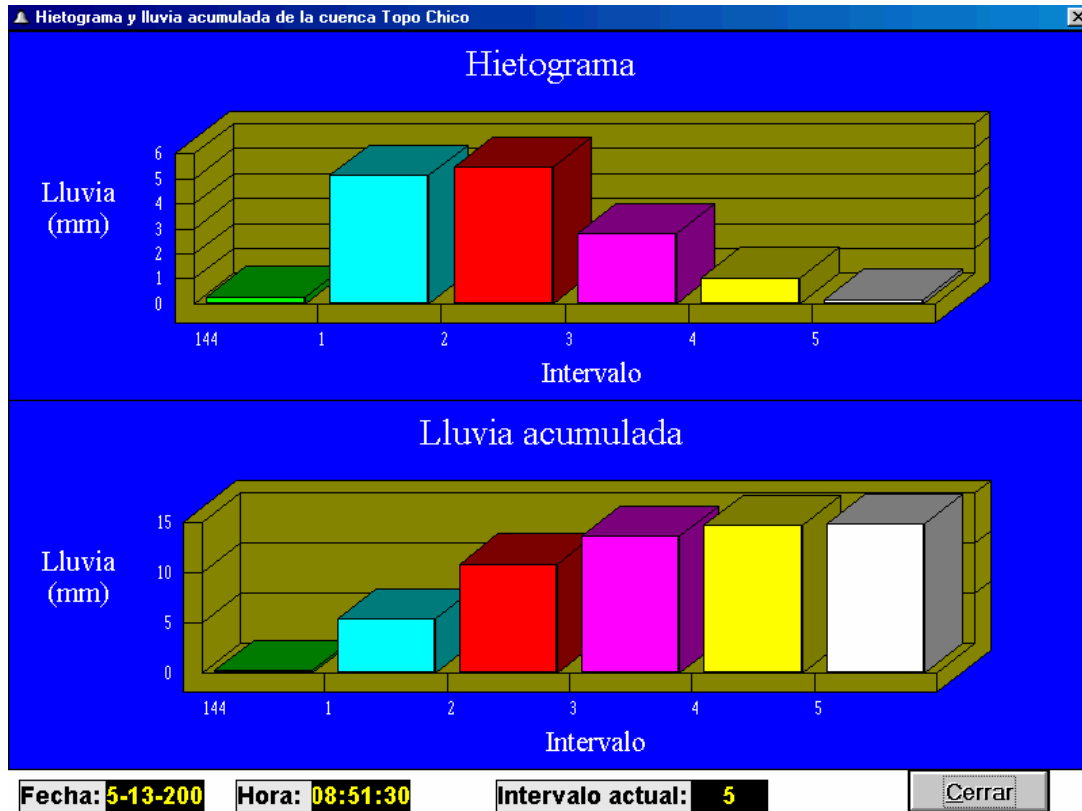 Hietograma y lluvia acumulada de la cuenca Topo Chico
Hietograma
Lluvia
(mm)
6
5
4
3
2
1
0
144 1 2 3 4 5
Intervalo
Lluvia acumulada
Lluvia
(mm)
15
10
5
0
144 1 2 3 4 5
Intervalo
Fecha: 5-13-200 Hora: 08:51:30 Intervalo actual: 5 Cerrar